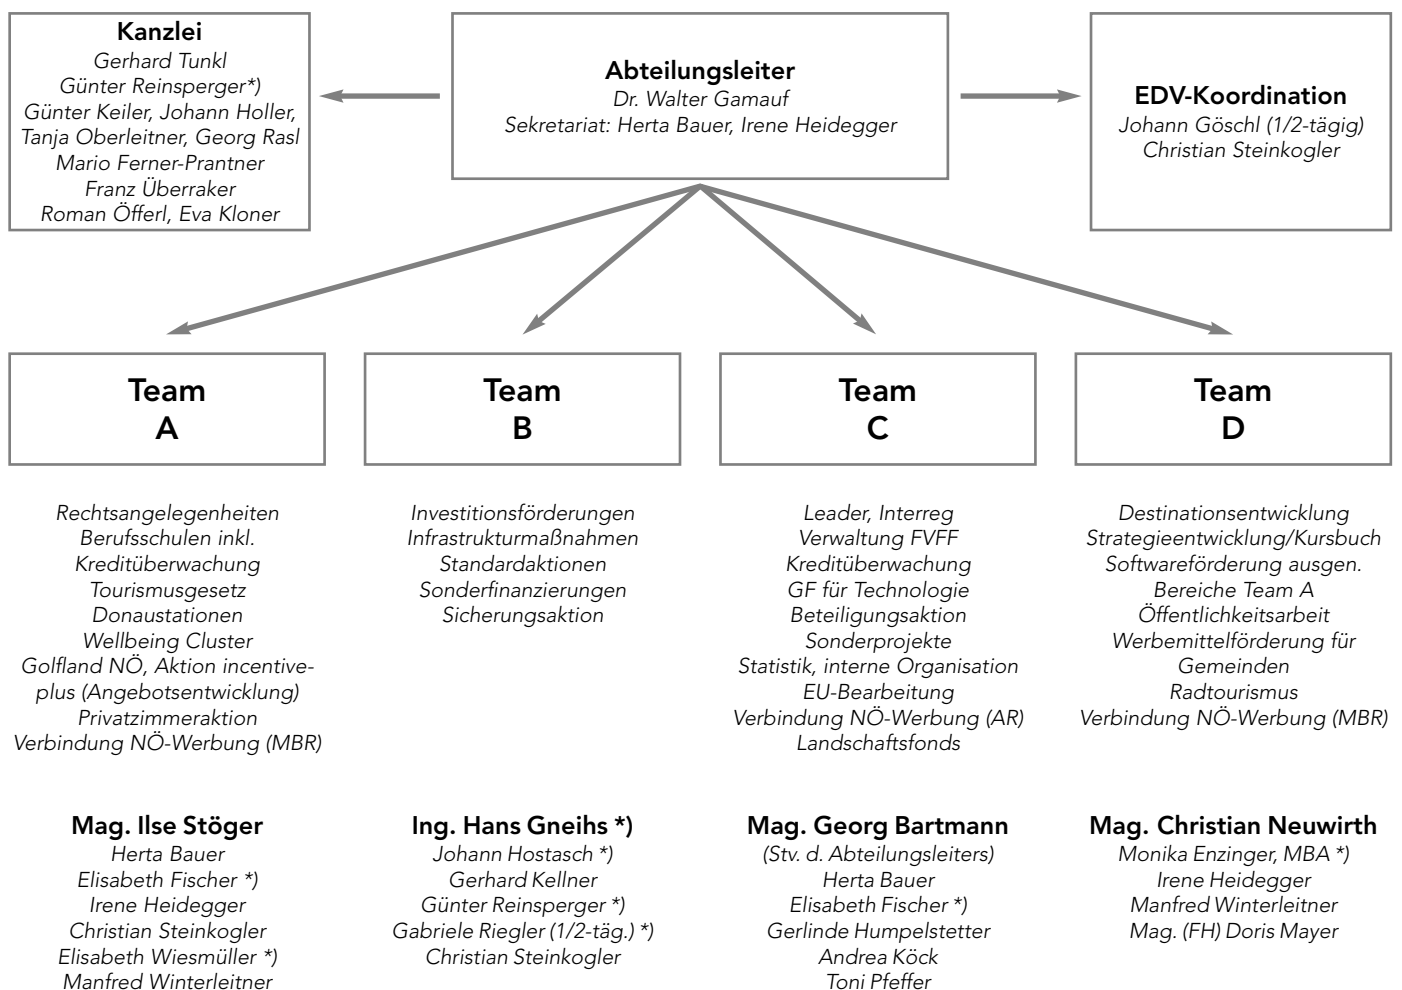 Kanzlei
Gerhard Tunkl
Günter Reinsperger*)
Günter Keiler, Johann Holler,
Tanja Oberleitner, Georg Rasl
Mario Ferner-Prantner
Franz Überraker
Roman Öfferl, Eva Kloner
Abteilungsleiter
Dr. Walter Gamauf
Sekretariat: Herta Bauer, Irene Heidegger
EDV-Koordination
Johann Göschl (1/2-tägig)
Christian Steinkogler
Team
A
Rechtsangelegenheiten
Berufsschulen inkl.
Kreditüberwachung
Tourismusgesetz
Donaustationen
Wellbeing Cluster
Golfland NÖ, Aktion incentive-
plus (Angebotsentwicklung)
Privatzimmeraktion
Verbindung NÖ-Werbung (MBR)
Mag. Ilse Stöger
Herta Bauer
Elisabeth Fischer *)
Irene Heidegger
Christian Steinkogler
Elisabeth Wiesmüller *)
Manfred Winterleitner
Team
B
Investitionsförderungen
Infrastrukturmaßnahmen
Standardaktionen
Sonderfinanzierungen
Sicherungsaktion
Ing. Hans Gneihs *)
Johann Hostasch *)
Gerhard Kellner
Günter Reinsperger *)
Gabriele Riegler (1/2-täg.) *)
Christian Steinkogler
Team
C
Leader, Interreg
Verwaltung FVFF
Kreditüberwachung
GF für Technologie
Beteiligungsaktion
Sonderprojekte
Statistik, interne Organisation
EU-Bearbeitung
Verbindung NÖ-Werbung (AR)
Landschaftsfonds
Mag. Georg Bartmann
(Stv. d. Abteilungsleiters)
Herta Bauer
Elisabeth Fischer *)
Gerlinde Humpelstetter
Andrea Köck
Toni Pfeffer
Team
D
Destinationsentwicklung
Strategieentwicklung/Kursbuch
Softwareförderung ausgen.
Bereiche Team A
Öffentlichkeitsarbeit
Werbemittelförderung für
Gemeinden
Radtourismus
Verbindung NÖ-Werbung (MBR)
Mag. Christian Neuwirth
Monika Enzinger, MBA *)
Irene Heidegger
Manfred Winterleitner
Mag. (FH) Doris Mayer